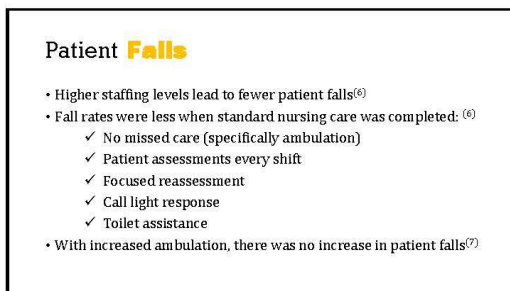 Patient Falls
• Higher staffing levels lead to fewer patient falls(6)
• Fall rates were less when standard nursing care was completed: (6)
✓ No missed care (specifically ambulation)
✓ Patient assessments every shift
✓ Focused reassessment
✓ Call light response
✓ Toilet assistance
• With increased ambulation, there was no increase in patient falls(7)